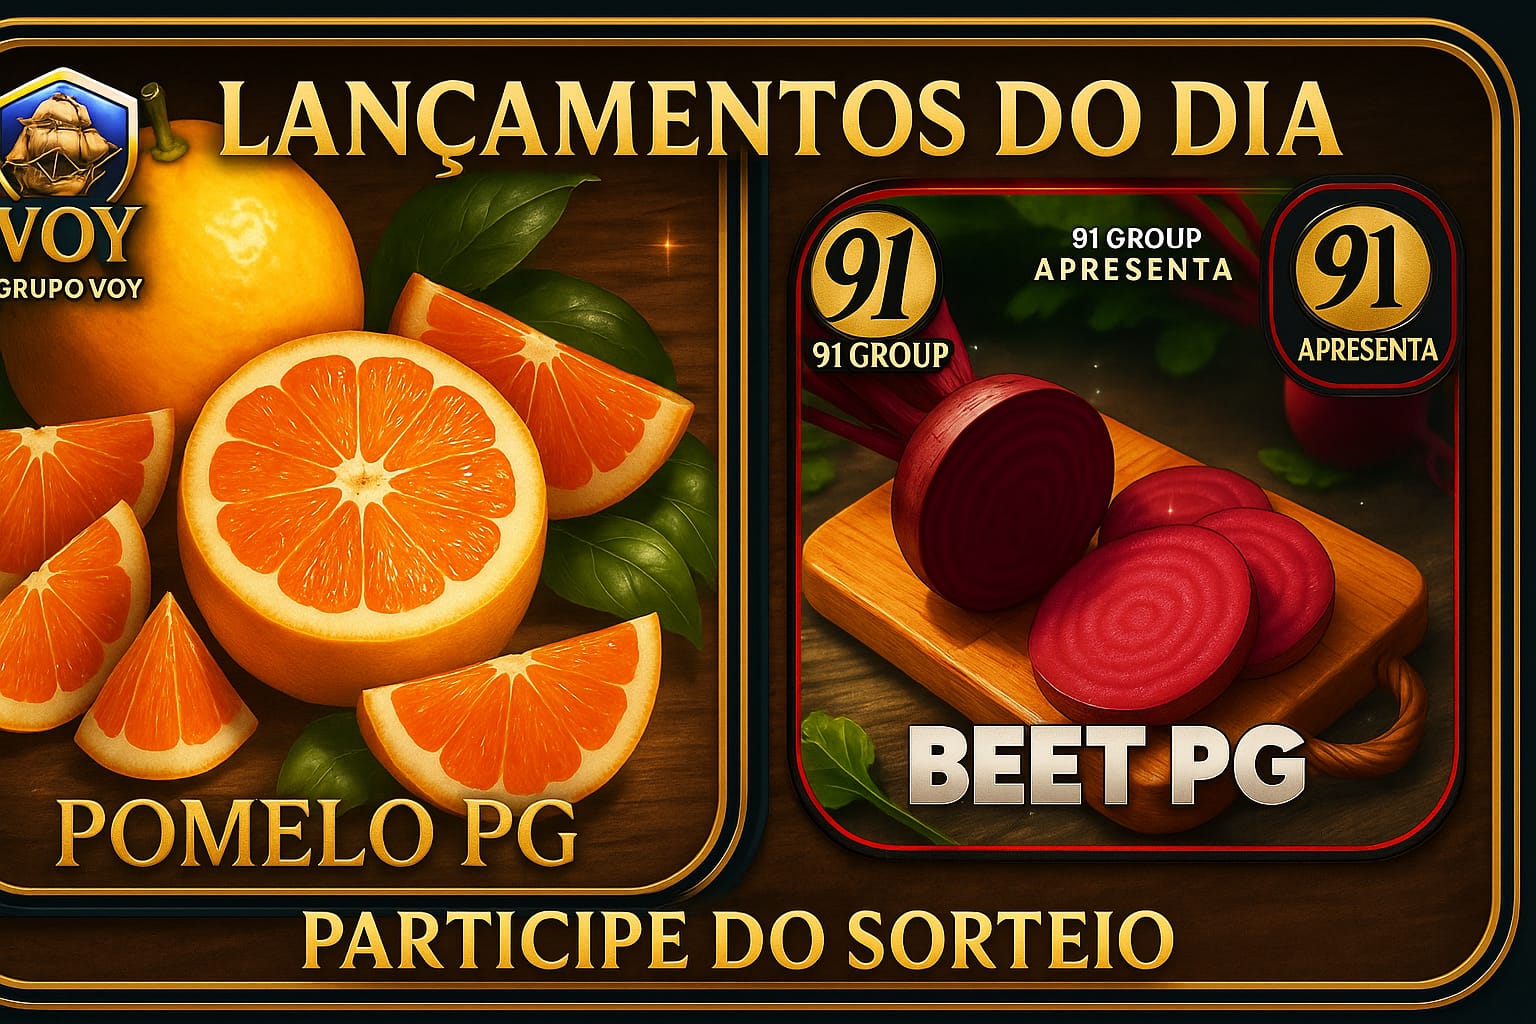 LANÇAMENTOS DO DIA
VOY
GRUPO VOY
POMELO PG
91
91 GROUP
91 GROUP
APRESENTA
91
APRESENTA
BEET PG
PARTICIPE DO SORTEIO